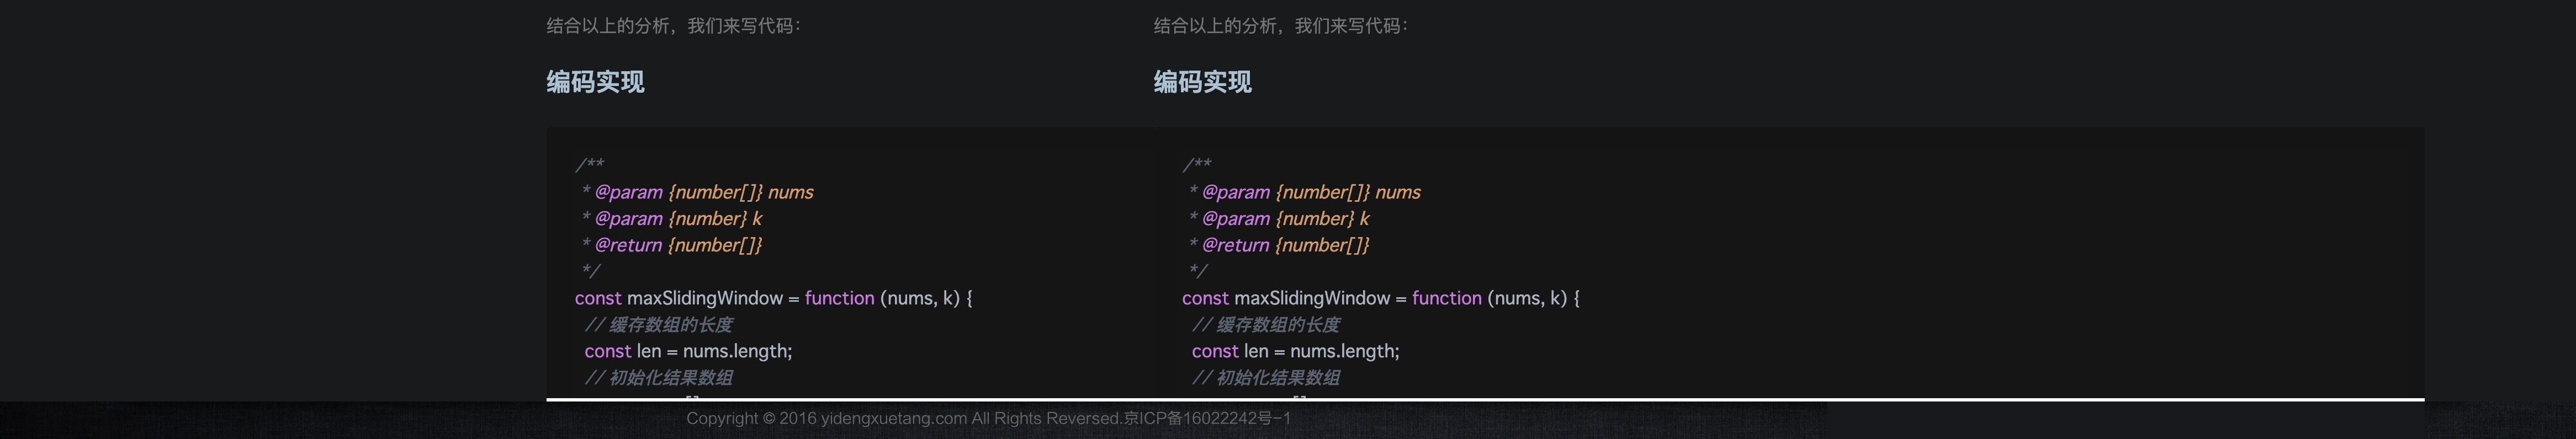 结合以上的分析，我们来写代码：
编码实现
/**
* @param {number[]} nums
* @param {number} k
* @return {number[]}
*/
const maxSlidingWindow = function (nums, k) {
// 缓存数组的长度
const len = nums.length;
// 初始化结果数组
结合以上的分析，我们来写代码：
编码实现
/**
* @param {number[]} nums
* @param {number} k
* @return {number[]}
*/
const maxSlidingWindow = function (nums, k) {
// 缓存数组的长度
const len = nums.length;
// 初始化结果数组
Copyright © 2016 yidengxuetang.com All Rights Reversed.京ICP备16022242号-1